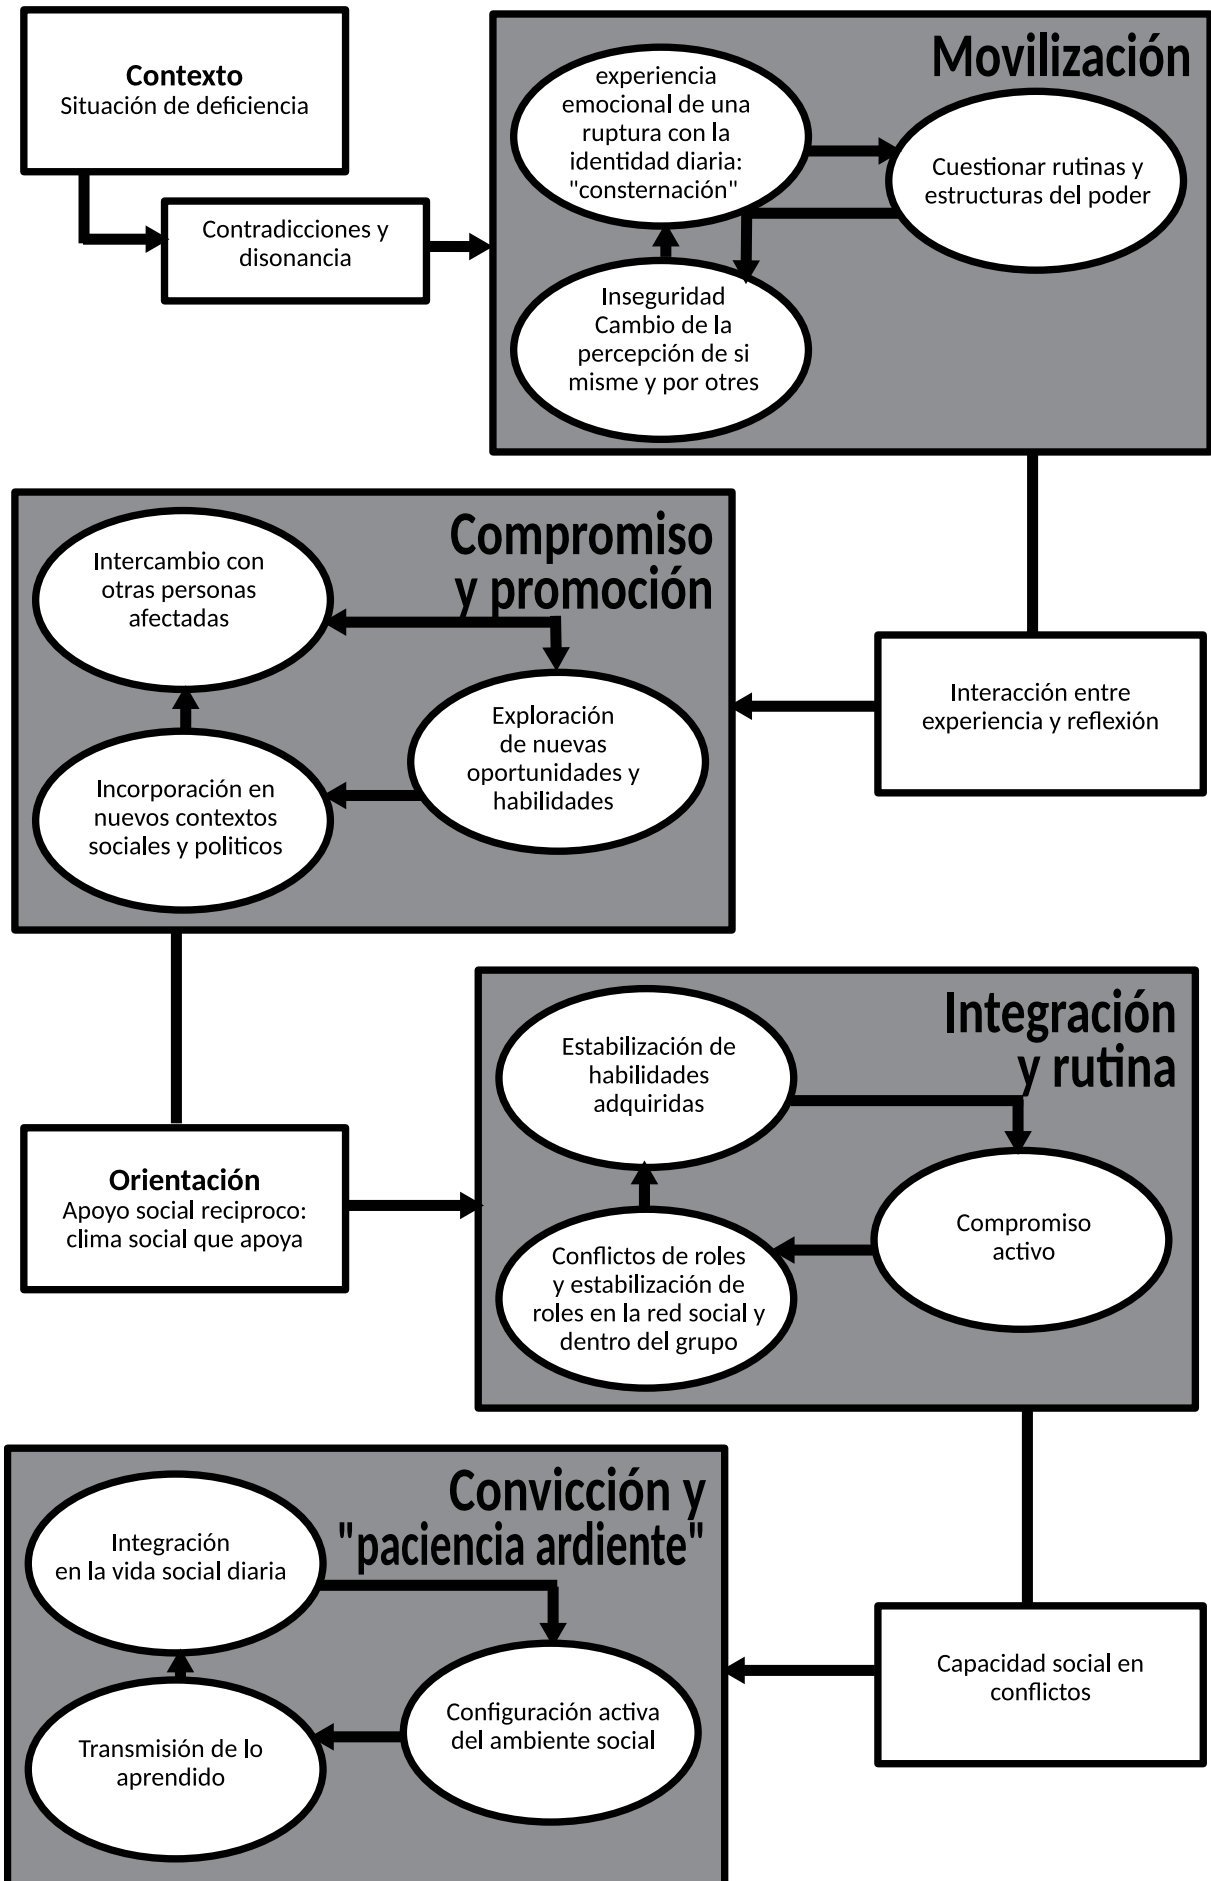 Contexto
Situación de deficiencia
Contradicciones y
disonancia
Movilización
experiencia
emocional de una
ruptura con la
identidad diaria:
"consternación"
Cuestionar rutinas y
estructuras del poder
Inseguridad
Cambio de la
percepción de si
misme y por otres
Interacción entre
experiencia y reflexión
Compromiso
y promoción
Intercambio con
otras personas
afectadas
Exploración
de nuevas
oportunidades y
habilidades
Incorporación en
nuevos contextos
sociales y politicos
Orientación
Apoyo social reciproco:
clima social que apoya
Integración
y rutina
Estabilización de
habilidades
adquiridas
Compromiso
activo
Conflictos de roles
y estabilización de
roles en la red social y
dentro del grupo
Capacidad social en
conflictos
Convicción y
"paciencia ardiente"
Integración
en la vida social diaria
Configuración activa
del ambiente social
Transmisión de lo
aprendido